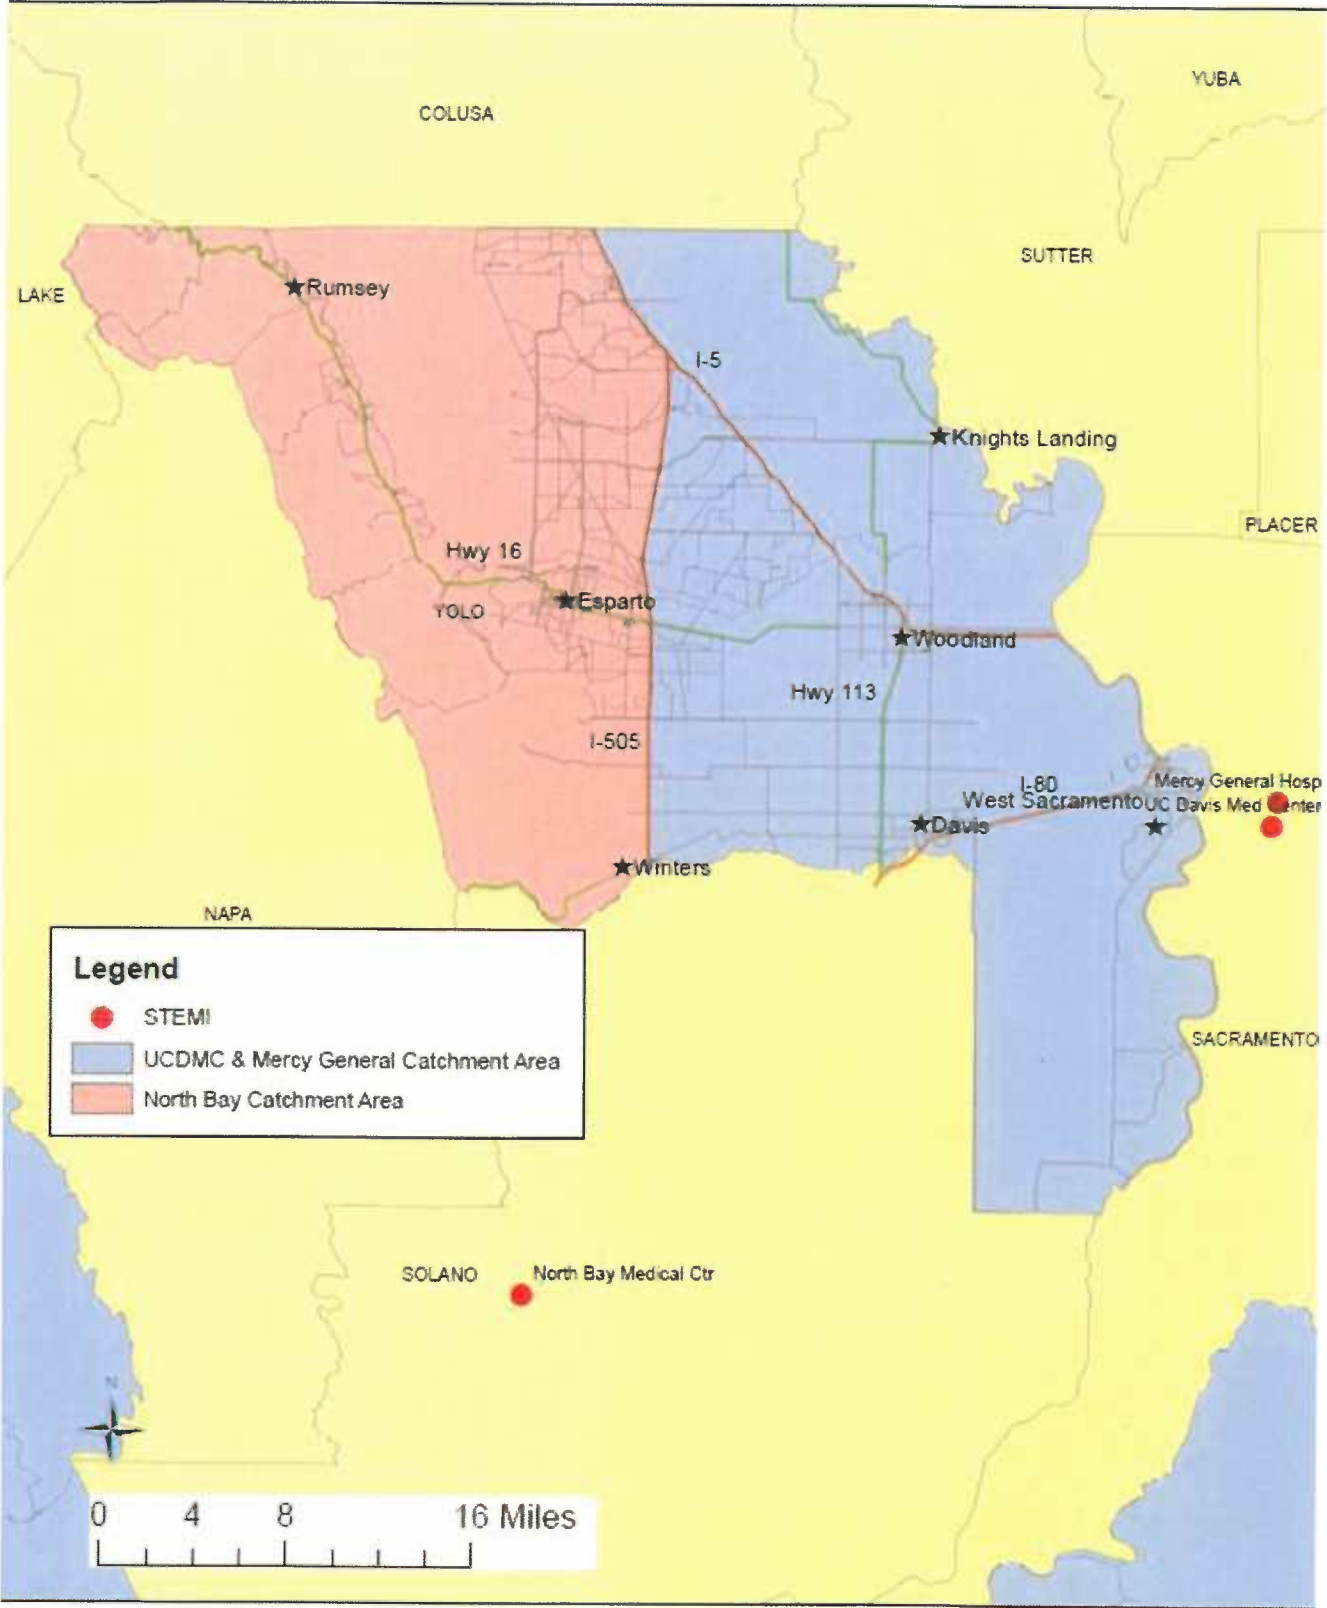 YUBA
COLUSA
SUTTER
LAKE
Rumsey
I-5
Knights Landing
PLACER
Hwy 16
Esparto
YOLO
Woodland
Hwy 113
I-505
I-80
Mercy General Hosp
West Sacramento
UC Davis Med enter
Davis
Winters
NAPA
Legend
STEMI
UCDMC & Mercy General Catchment Area
North Bay Catchment Area
SACRAMENTO
SOLANO
North Bay Medical Ctr
N
0 4 8 16 Miles